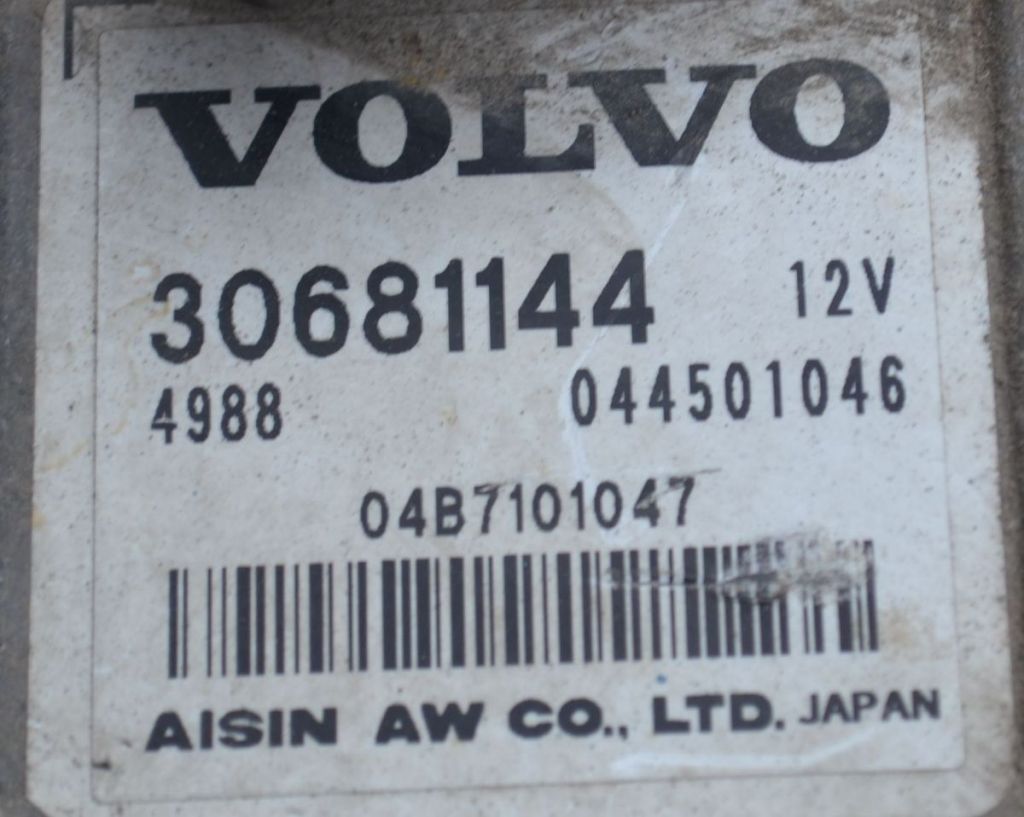 VOLVO
30681144 12V
4988 044501046
04B7101047
AISIN AW CO., LTD. JAPAN